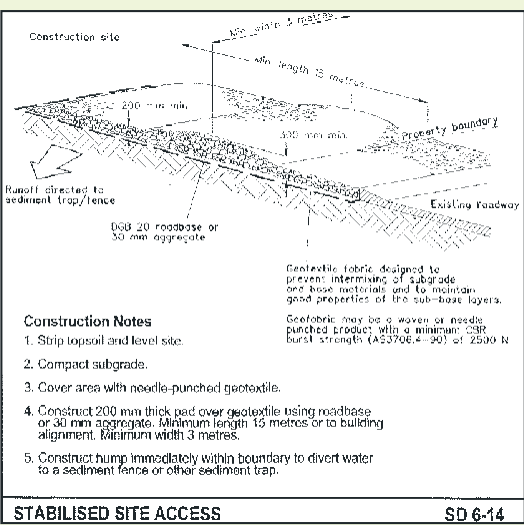 Construction site
Min width 3 metres
Min length 15 metres
200 mm min.
300 mm min.
Property boundary
Runoff directed to
sediment trap/fence
Existing roadway
DGB 20 roadbase or
30 mm aggregate
Geotextile fabric designed to
prevent intermixing of subgrade
and base materials and to maintain
good properties of the sub-base layers.
Geofabric may be a woven or needle
punched product with a minimum CBR
burst strength (AS3706.4-90) of 2500 N
Construction Notes
1. Strip topsoil and level site.
2. Compact subgrade.
3. Cover area with needle-punched geotextile.
4. Construct 200 mm thick pad over geotextile using roadbase
or 30 mm aggregate. Minimum length 15 metres or to building
alignment. Minimum width 3 metres.
5. Construct hump immediately within boundary to divert water
to a sediment fence or other sediment trap.
STABILISED SITE ACCESS
SD 6-14